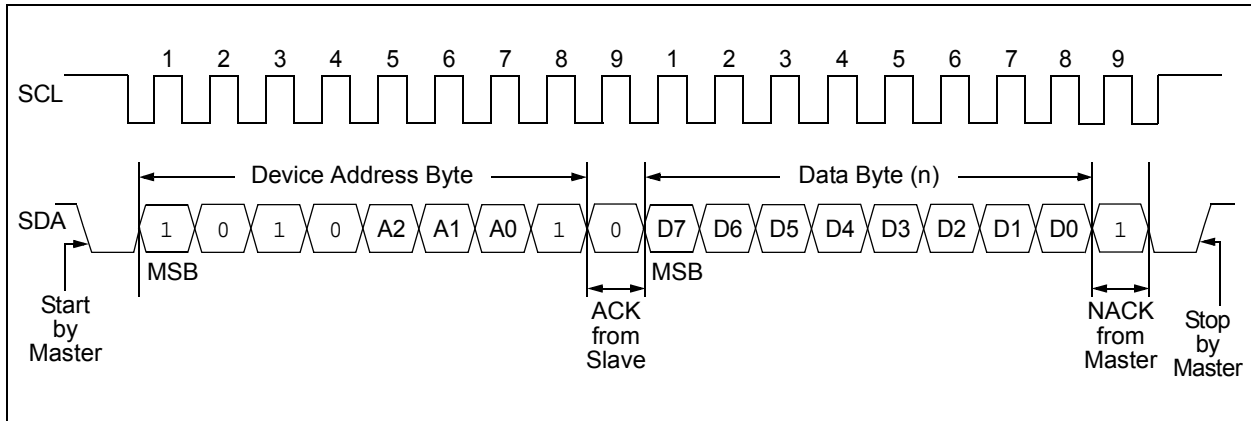 1 2 3 4 5 6 7 8 9 1 2 3 4 5 6 7 8 9
SCL
Device Address Byte Data Byte (n)
SDA 1 0 1 0 A2 A1 A0 1 0 D7 D6 D5 D4 D3 D2 D1 D0 1
MSB MSB
Start
by
Master
ACK
from
Slave
NACK
from
Master
Stop
by
Master